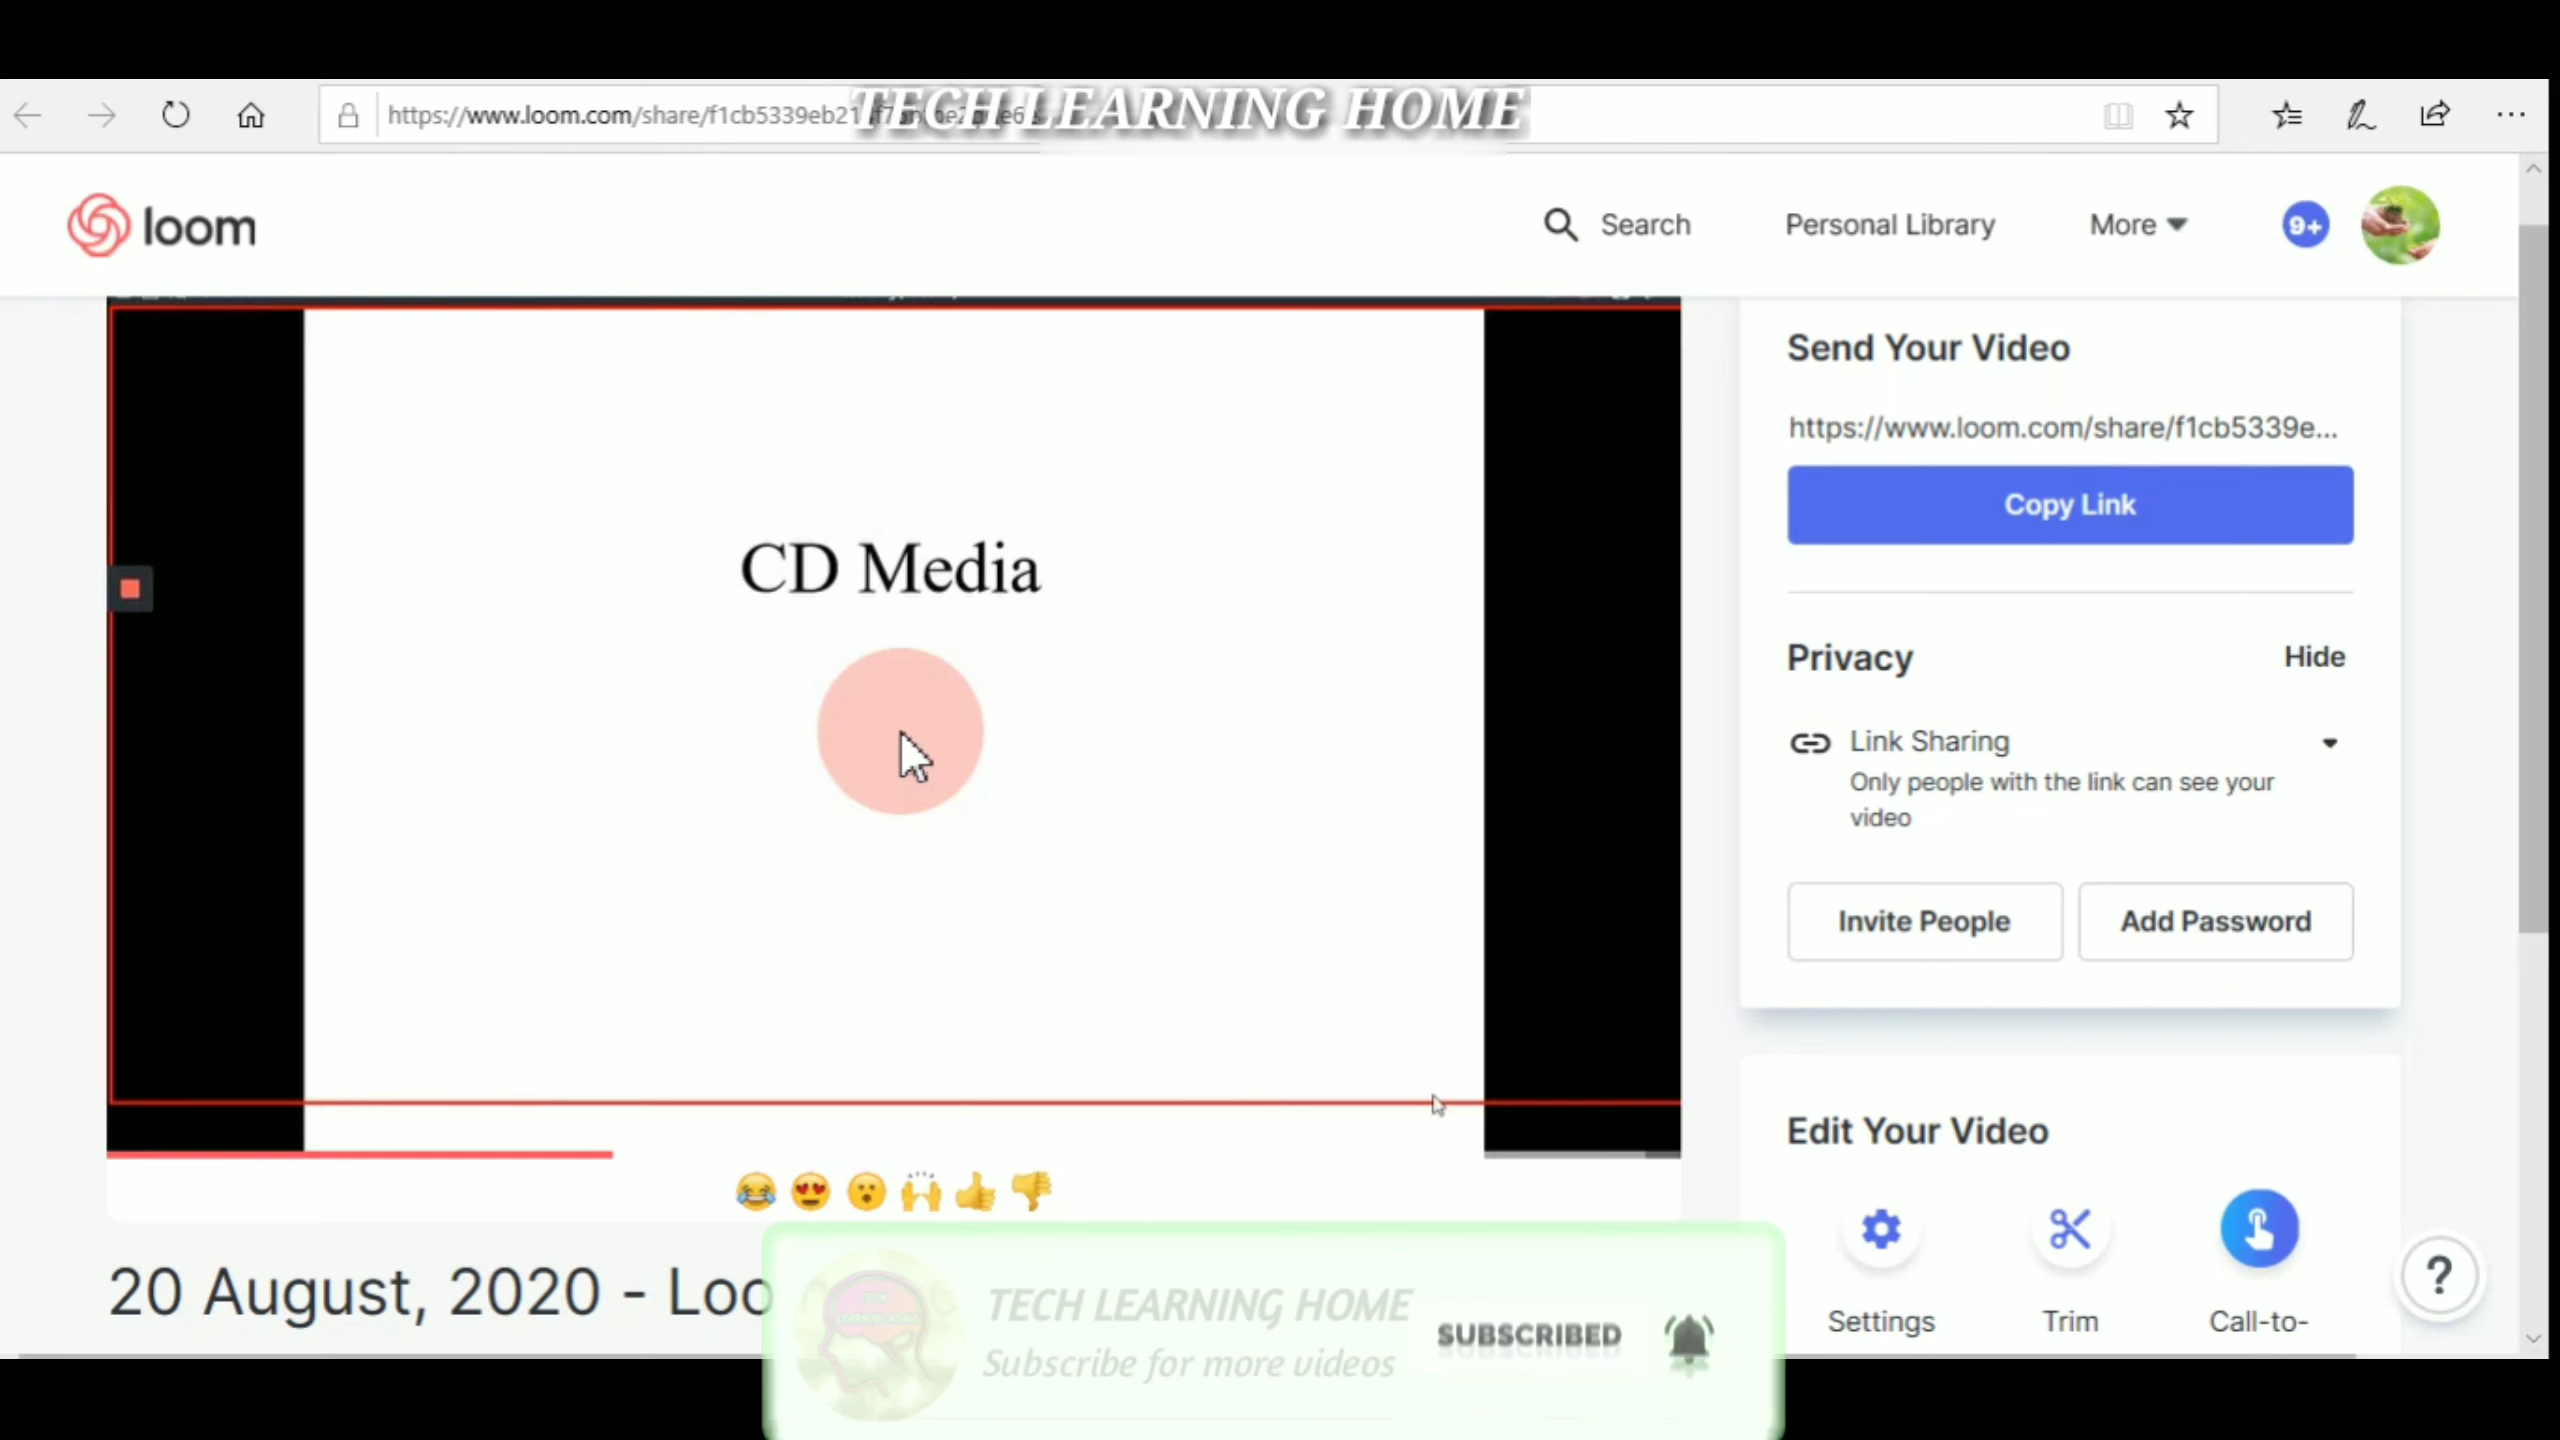 TECH LEARNING HOME
https://www.loom.com/share/f1cb5339eb21
loom
Search
Personal Library
More
9+
Send Your Video
https://www.loom.com/share/f1cb5339e...
Copy Link
CD Media
Privacy
Hide
Link Sharing
Only people with the link can see your
video
Invite People
Add Password
Edit Your Video
Settings
Trim
Call-to-
?
20 August, 2020 - Loo
TECH LEARNING HOME
Subscribe for more videos
SUBSCRIBED